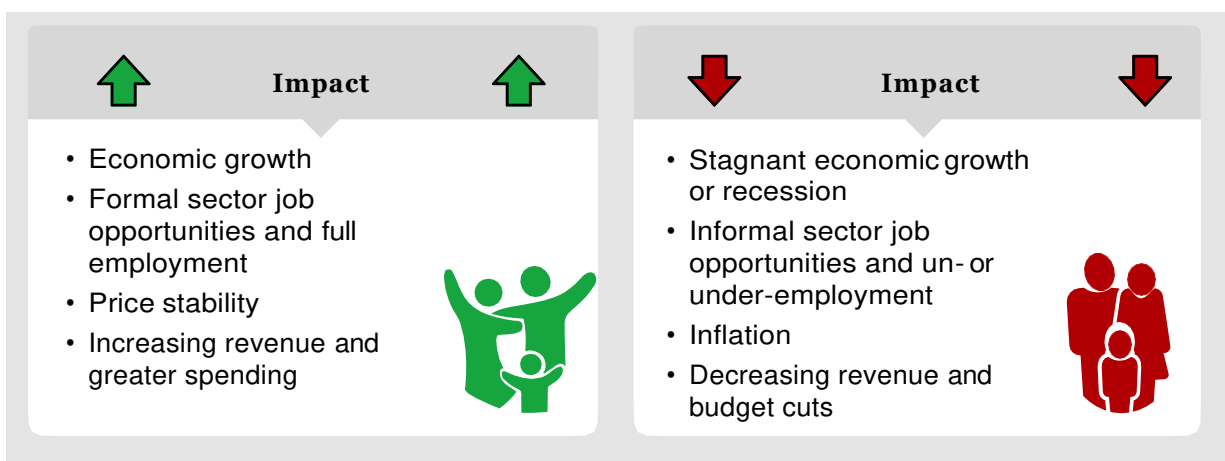 Impact
• Economic growth
• Formal sector job
opportunities and full
employment
• Price stability
• Increasing revenue and
greater spending
Impact
• Stagnant economic growth
or recession
• Informal sector job
opportunities and un- or
under-employment
• Inflation
• Decreasing revenue and
budget cuts